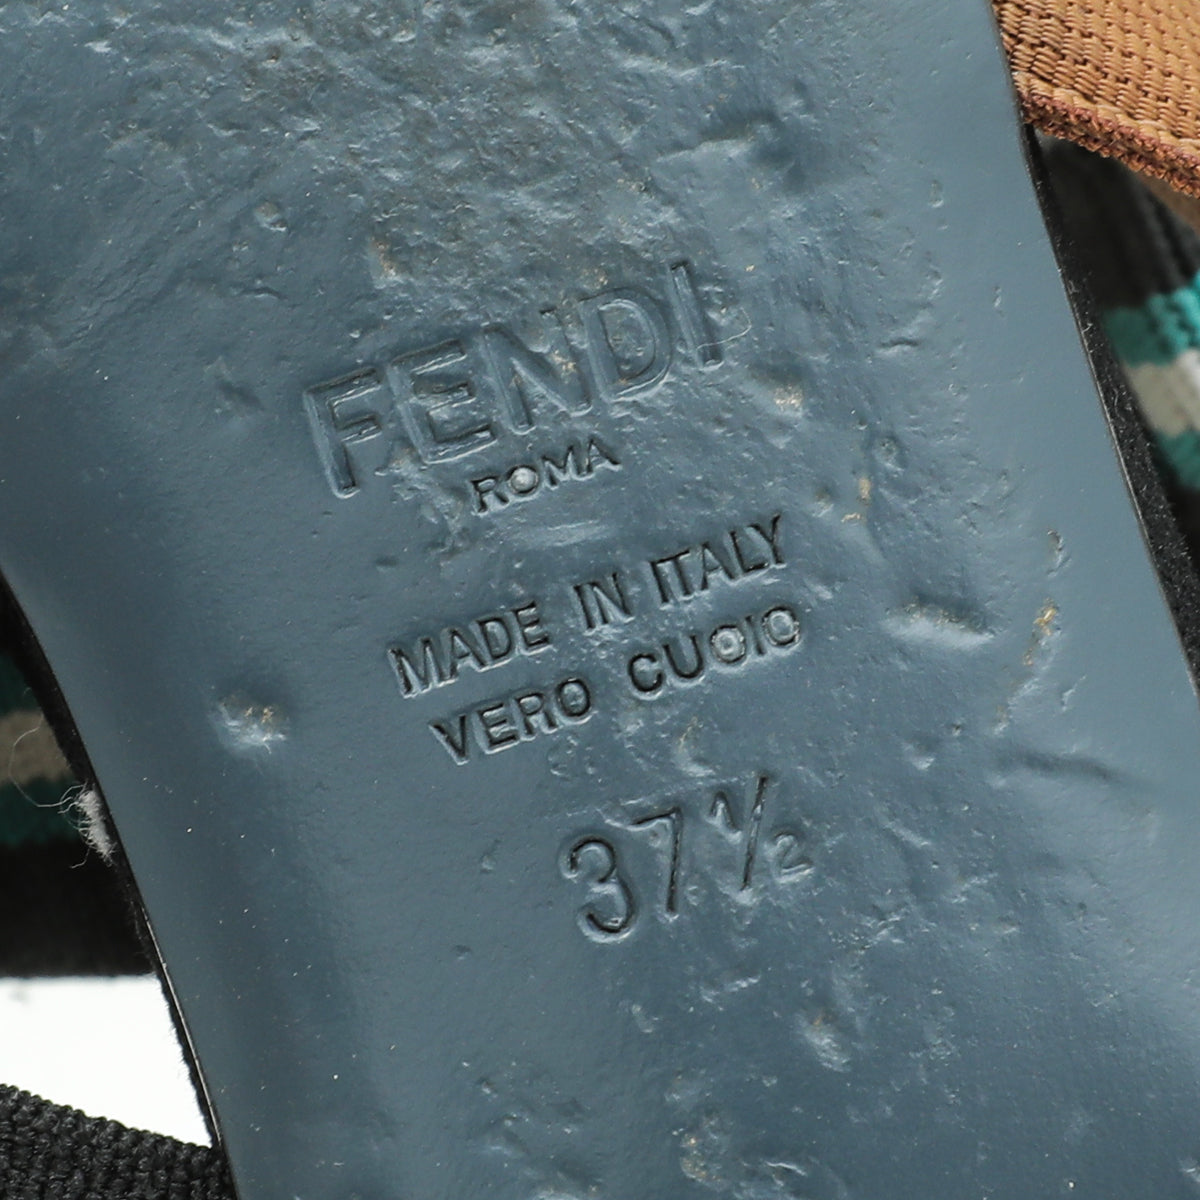 FENDI
ROMA
MADE IN ITALY
VERO CUOIO
37½